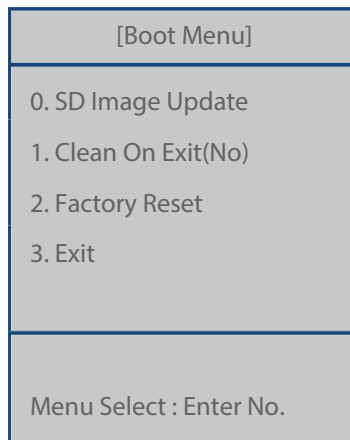 [Boot Menu]
0. SD Image Update
1. Clean On Exit(No)
2. Factory Reset
3. Exit
Menu Select : Enter No.